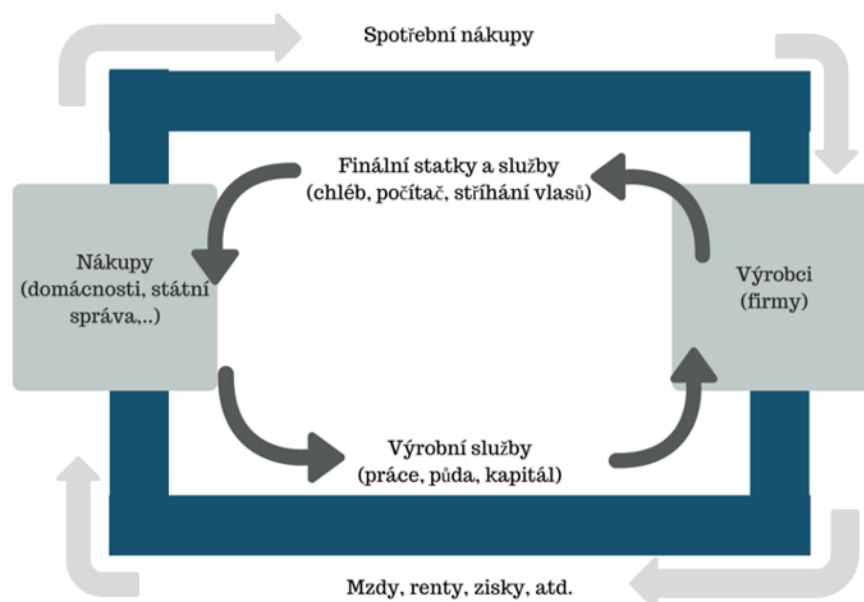 Spotřební nákupy
Finální statky a služby
(chléb, počítač, stříhání vlasů)
Nákupy
(domácnosti, státní
správa,..)
Výrobci
(firmy)
Výrobní služby
(práce, půda, kapitál)
Mzdy, renty, zisky, atd.